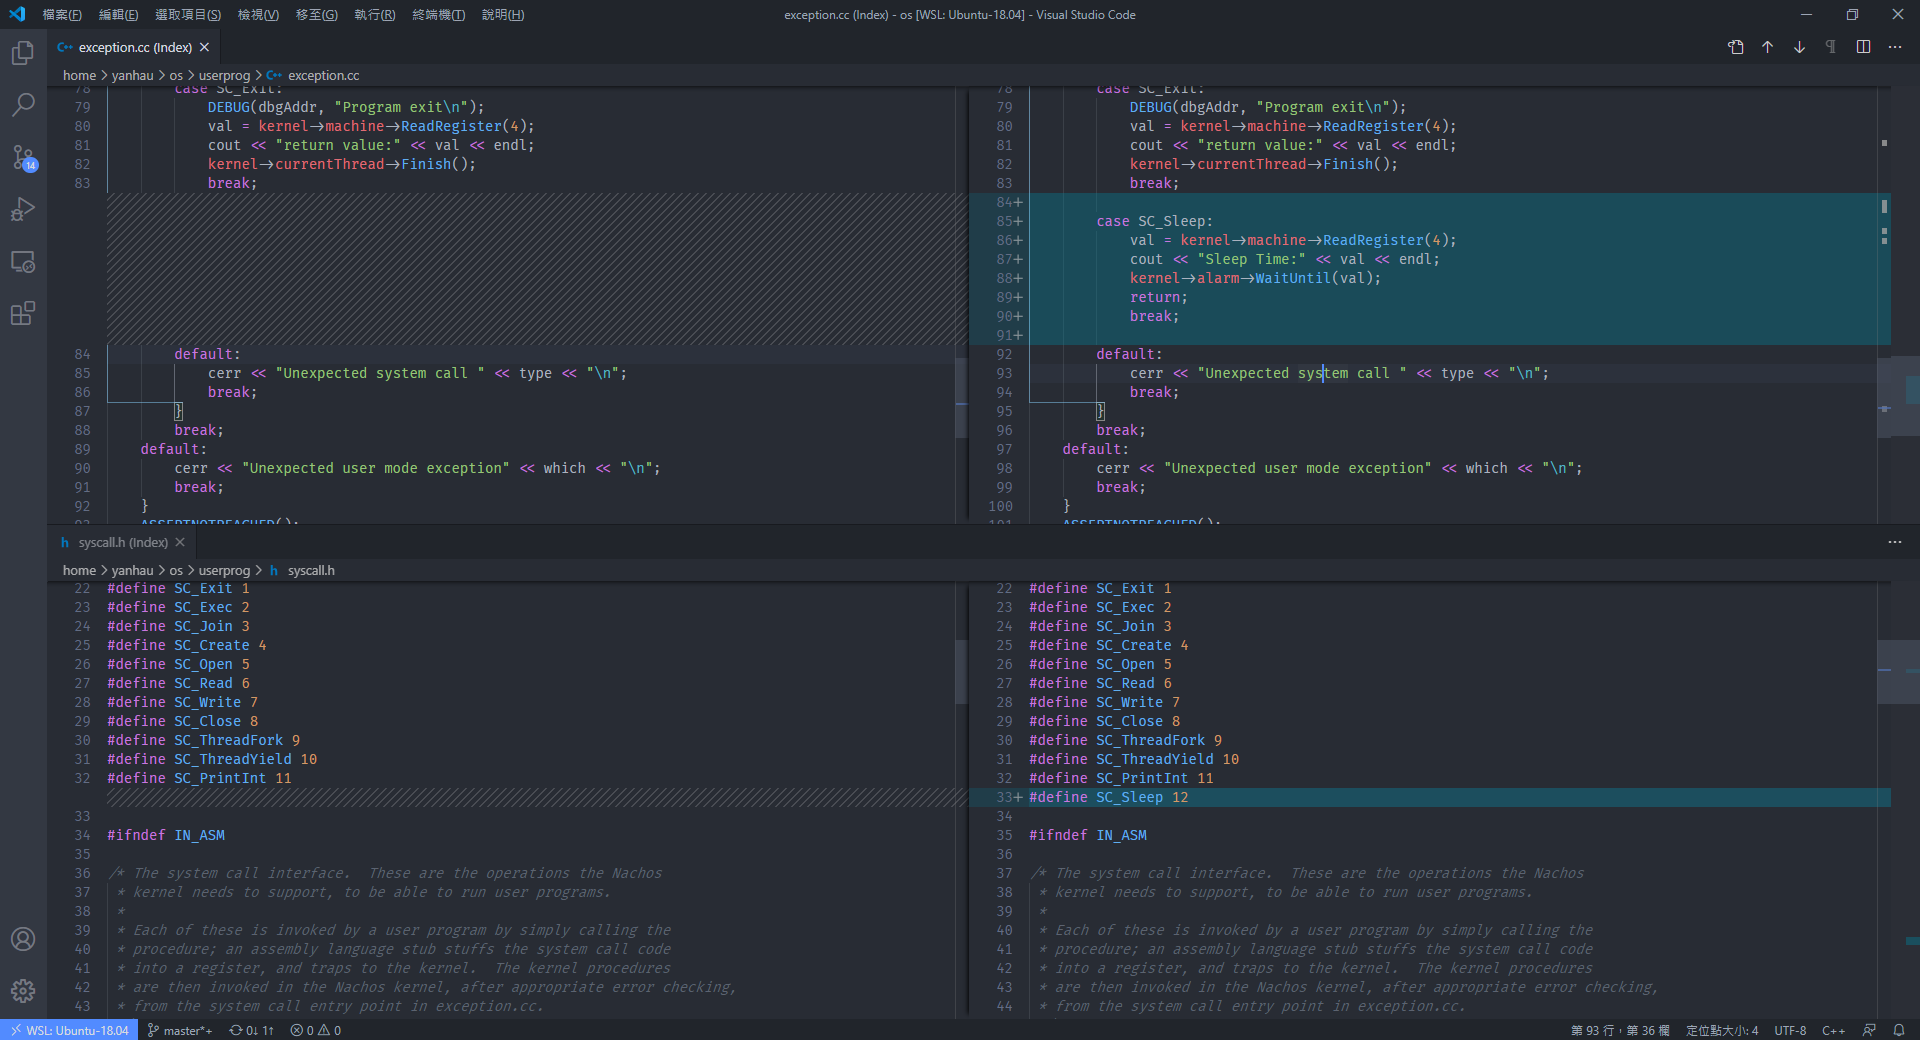 檔案(F) 編輯(E) 選取項目(S) 檢視(V) 移至(G) 執行(R) 終端機(T) 說明(H)
exception.cc (Index) - os [WSL: Ubuntu-18.04] - Visual Studio Code
exception.cc (Index)
home > yanhau > os > userprog > exception.cc
78 case SC_Exit:
79 DEBUG(dbgAddr, "Program exit\n");
80 val = kernel→machine→ReadRegister(4);
81 cout << "return value:" << val << endl;
82 kernel→currentThread→Finish();
83 break;
84 default:
85 cerr << "Unexpected system call " << type << "\n";
86 break;
87 }
88 break;
89 default:
90 cerr << "Unexpected user mode exception" << which << "\n";
91 break;
92 }
93 ASSERTNOTREACHED();
78 case SC_Exit:
79 DEBUG(dbgAddr, "Program exit\n");
80 val = kernel→machine→ReadRegister(4);
81 cout << "return value:" << val << endl;
82 kernel→currentThread→Finish();
83 break;
84+
85+ case SC_Sleep:
86+ val = kernel→machine→ReadRegister(4);
87+ cout << "Sleep Time:" << val << endl;
88+ kernel→alarm→WaitUntil(val);
89+ return;
90+ break;
91+
92 default:
93 cerr << "Unexpected system call " << type << "\n";
94 break;
95 }
96 break;
97 default:
98 cerr << "Unexpected user mode exception" << which << "\n";
99 break;
100 }
101 ASSERTNOTREACHED();
syscall.h (Index)
home > yanhau > os > userprog > h syscall.h
22 #define SC_Exit 1
23 #define SC_Exec 2
24 #define SC_Join 3
25 #define SC_Create 4
26 #define SC_Open 5
27 #define SC_Read 6
28 #define SC_Write 7
29 #define SC_Close 8
30 #define SC_ThreadFork 9
31 #define SC_ThreadYield 10
32 #define SC_PrintInt 11
33
34 #ifndef IN_ASM
35
36 /* The system call interface.  These are the operations the Nachos
37 * kernel needs to support, to be able to run user programs.
38 *
39 * Each of these is invoked by a user program by simply calling the
40 * procedure; an assembly language stub stuffs the system call code
41 * into a register, and traps to the kernel.  The kernel procedures
42 * are then invoked in the Nachos kernel, after appropriate error checking,
43 * from the system call entry point in exception.cc.
22 #define SC_Exit 1
23 #define SC_Exec 2
24 #define SC_Join 3
25 #define SC_Create 4
26 #define SC_Open 5
27 #define SC_Read 6
28 #define SC_Write 7
29 #define SC_Close 8
30 #define SC_ThreadFork 9
31 #define SC_ThreadYield 10
32 #define SC_PrintInt 11
33+ #define SC_Sleep 12
34
35 #ifndef IN_ASM
36
37 /* The system call interface.  These are the operations the Nachos
38 * kernel needs to support, to be able to run user programs.
39 *
40 * Each of these is invoked by a user program by simply calling the
41 * procedure; an assembly language stub stuffs the system call code
42 * into a register, and traps to the kernel.  The kernel procedures
43 * are then invoked in the Nachos kernel, after appropriate error checking,
44 * from the system call entry point in exception.cc.
14
WSL: Ubuntu-18.04 master*+ 0↓ 1↑ 0 0 第 93 行，第 36 欄 定位點大小: 4 UTF-8 C++